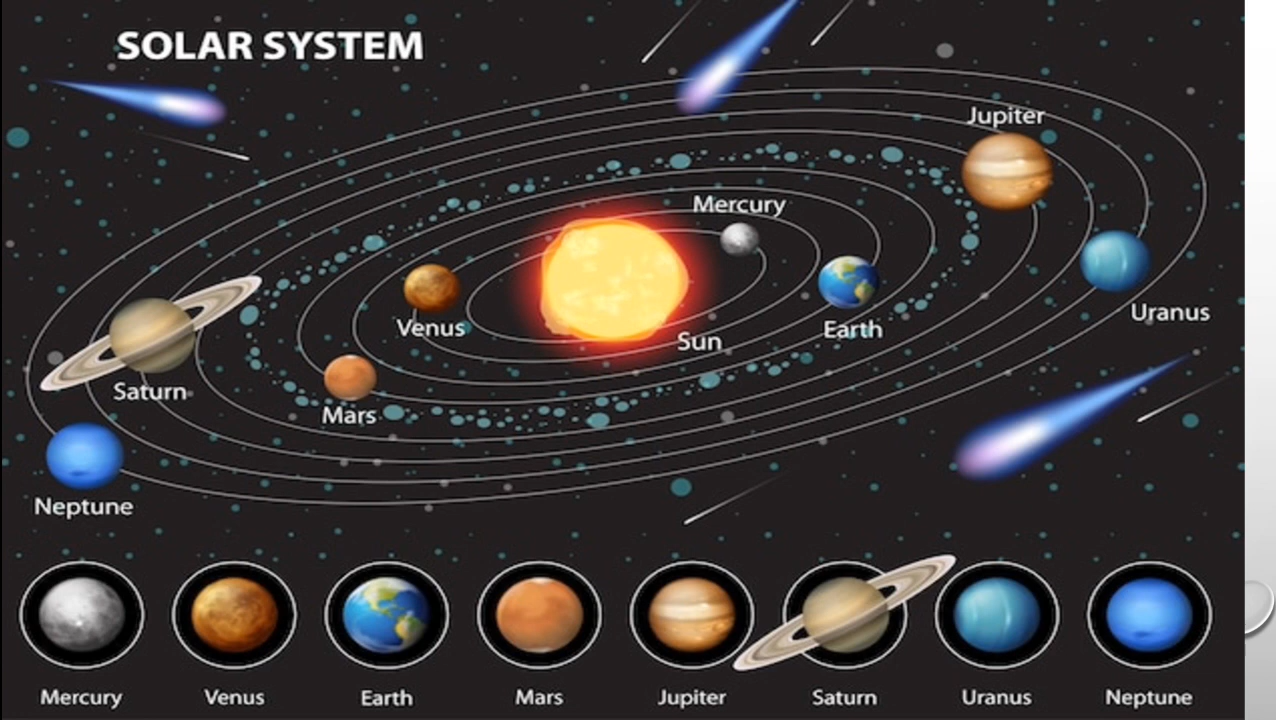 SOLAR SYSTEM
Jupiter
Mercury
Venus
Sun
Earth
Uranus
Saturn
Mars
Neptune
Mercury Venus Earth Mars Jupiter Saturn Uranus Neptune